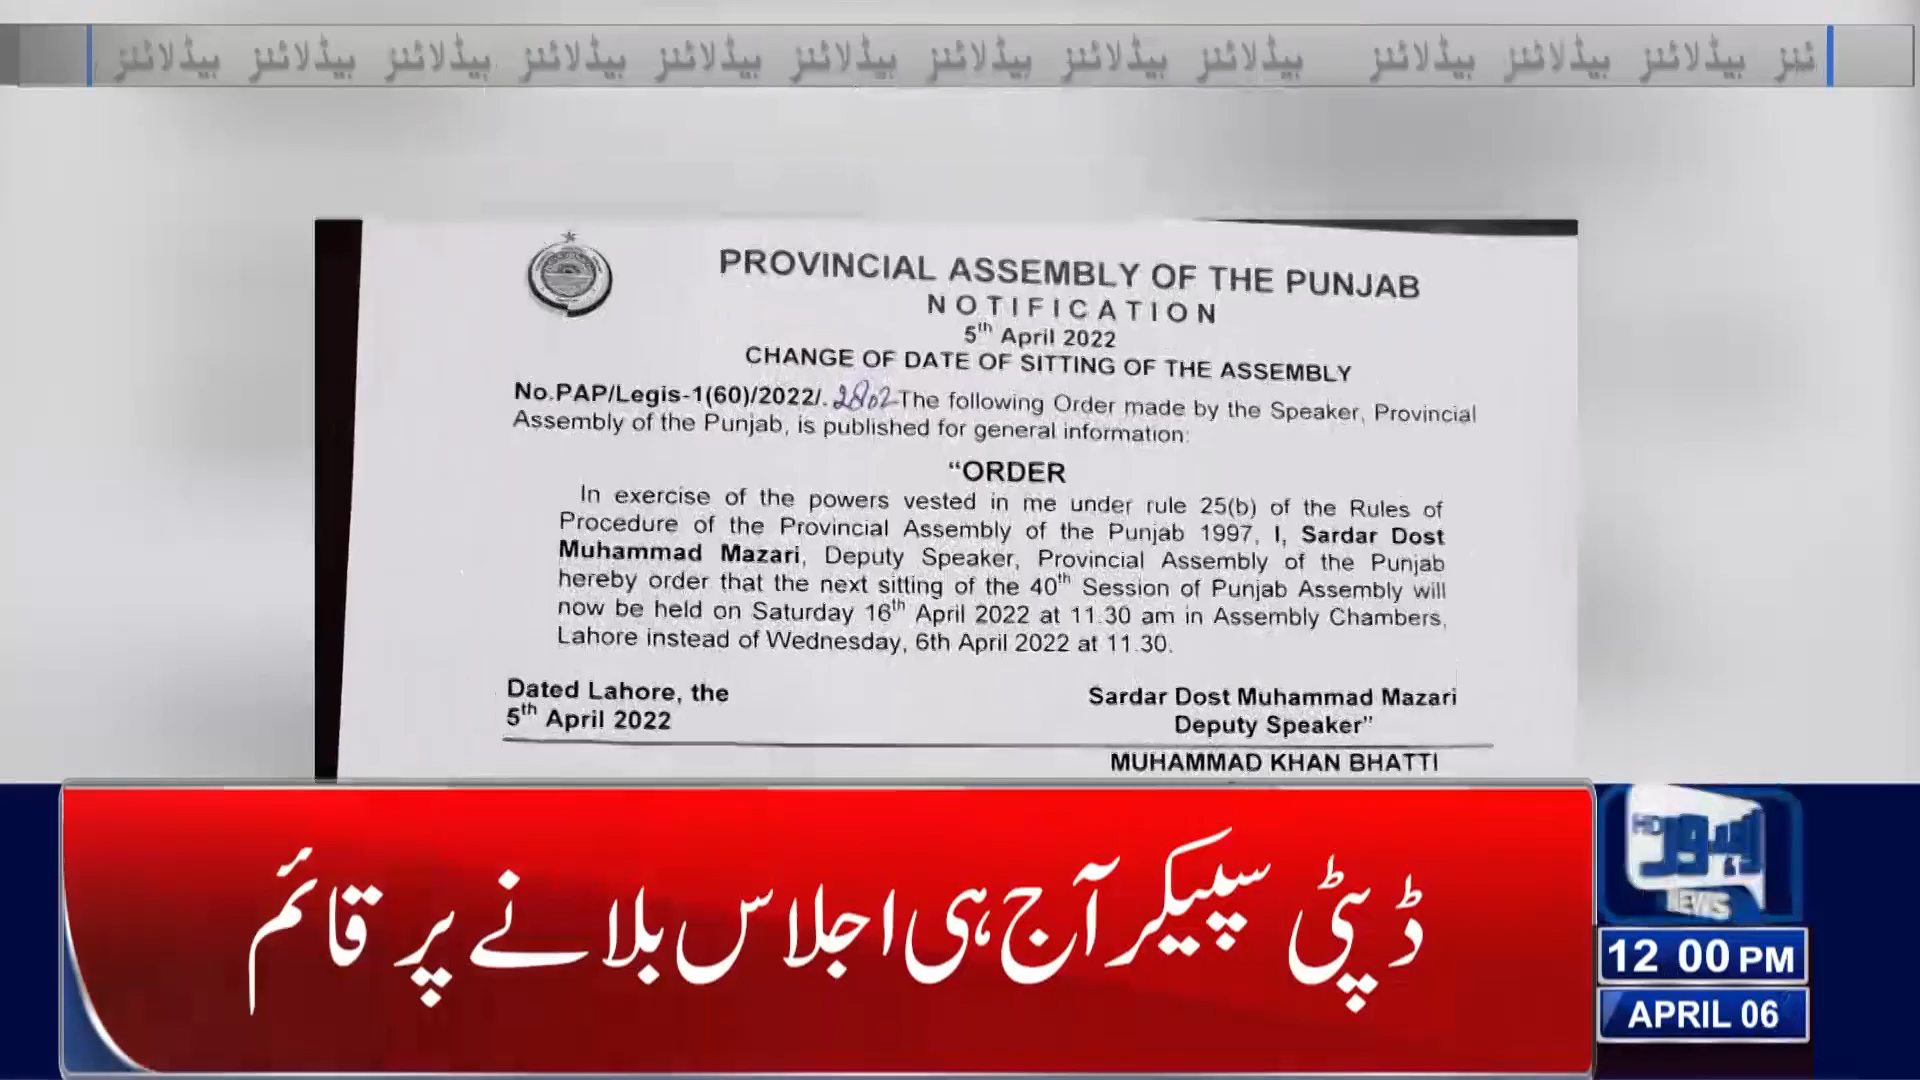 ہیڈلائنز ہیڈلائنز ہیڈلائنز ہیڈلائنز ہیڈلائنز ہیڈلائنز ہیڈلائنز ہیڈلائنز ہیڈلائنز ہیڈلائنز ہیڈلائنز ہیڈلائنز ئنز
PROVINCIAL ASSEMBLY OF THE PUNJAB
NOTIFICATION
5th April 2022
CHANGE OF DATE OF SITTING OF THE ASSEMBLY
No.PAP/Legis-1(60)/2022/.2802 The following Order made by the Speaker, Provincial
Assembly of the Punjab, is published for general information:
“ORDER
In exercise of the powers vested in me under rule 25(b) of the Rules of
Procedure of the Provincial Assembly of the Punjab 1997, I, Sardar Dost
Muhammad Mazari, Deputy Speaker, Provincial Assembly of the Punjab
hereby order that the next sitting of the 40th Session of Punjab Assembly will
now be held on Saturday 16th April 2022 at 11.30 am in Assembly Chambers,
Lahore instead of Wednesday, 6th April 2022 at 11.30.
Dated Lahore, the
5th April 2022
Sardar Dost Muhammad Mazari
Deputy Speaker”
MUHAMMAD KHAN BHATTI
ڈپٹی سپیکر آج ہی اجلاس بلانے پر قائم
لاہور
HD
NEWS
12 00 PM
APRIL 06